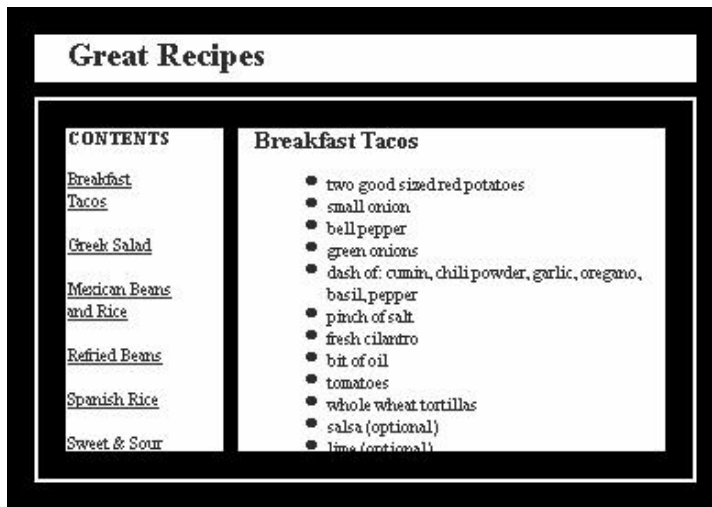 Great Recipes
CONTENTS
Breakfast
Tacos
Greek Salad
Mexican Beans
and Rice
Refried Beans
Spanish Rice
Sweet & Sour
Breakfast Tacos
two good sized red potatoes
small onion
bell pepper
green onions
dash of: cumin, chili powder, garlic, oregano,
basil, pepper
pinch of salt
fresh cilantro
bit of oil
tomatoes
whole wheat tortillas
salsa (optional)
lime (optional)